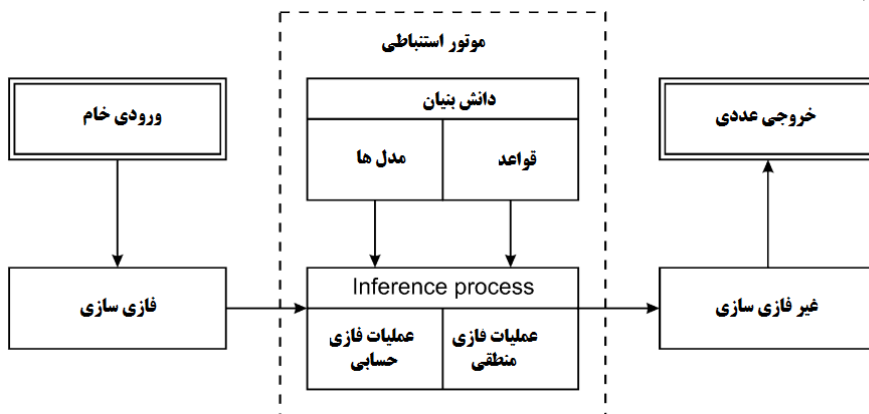 موتور استنباطی
ورودی خام
دانش بنیان
مدل ها
قواعد
خروجی عددی
فازی سازی
Inference process
عملیات فازی
حسابی
عملیات فازی
منطقی
غیر فازی سازی